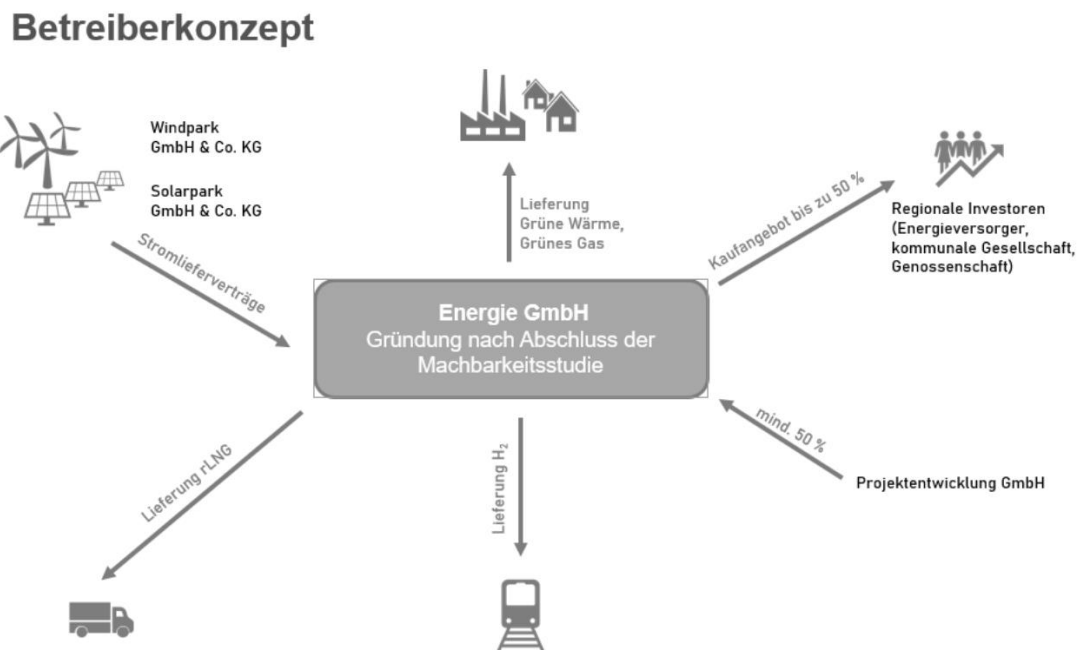 Betreiberkonzept
Windpark
GmbH & Co. KG
Solarpark
GmbH & Co. KG
Stromlieferverträge
Lieferung
Grüne Wärme,
Grünes Gas
Kaufangebot bis zu 50 %
Regionale Investoren
(Energieversorger,
kommunale Gesellschaft,
Genossenschaft)
Energie GmbH
Gründung nach Abschluss der
Machbarkeitsstudie
mind. 50 %
Projektentwicklung GmbH
Lieferung rLNG
Lieferung H₂